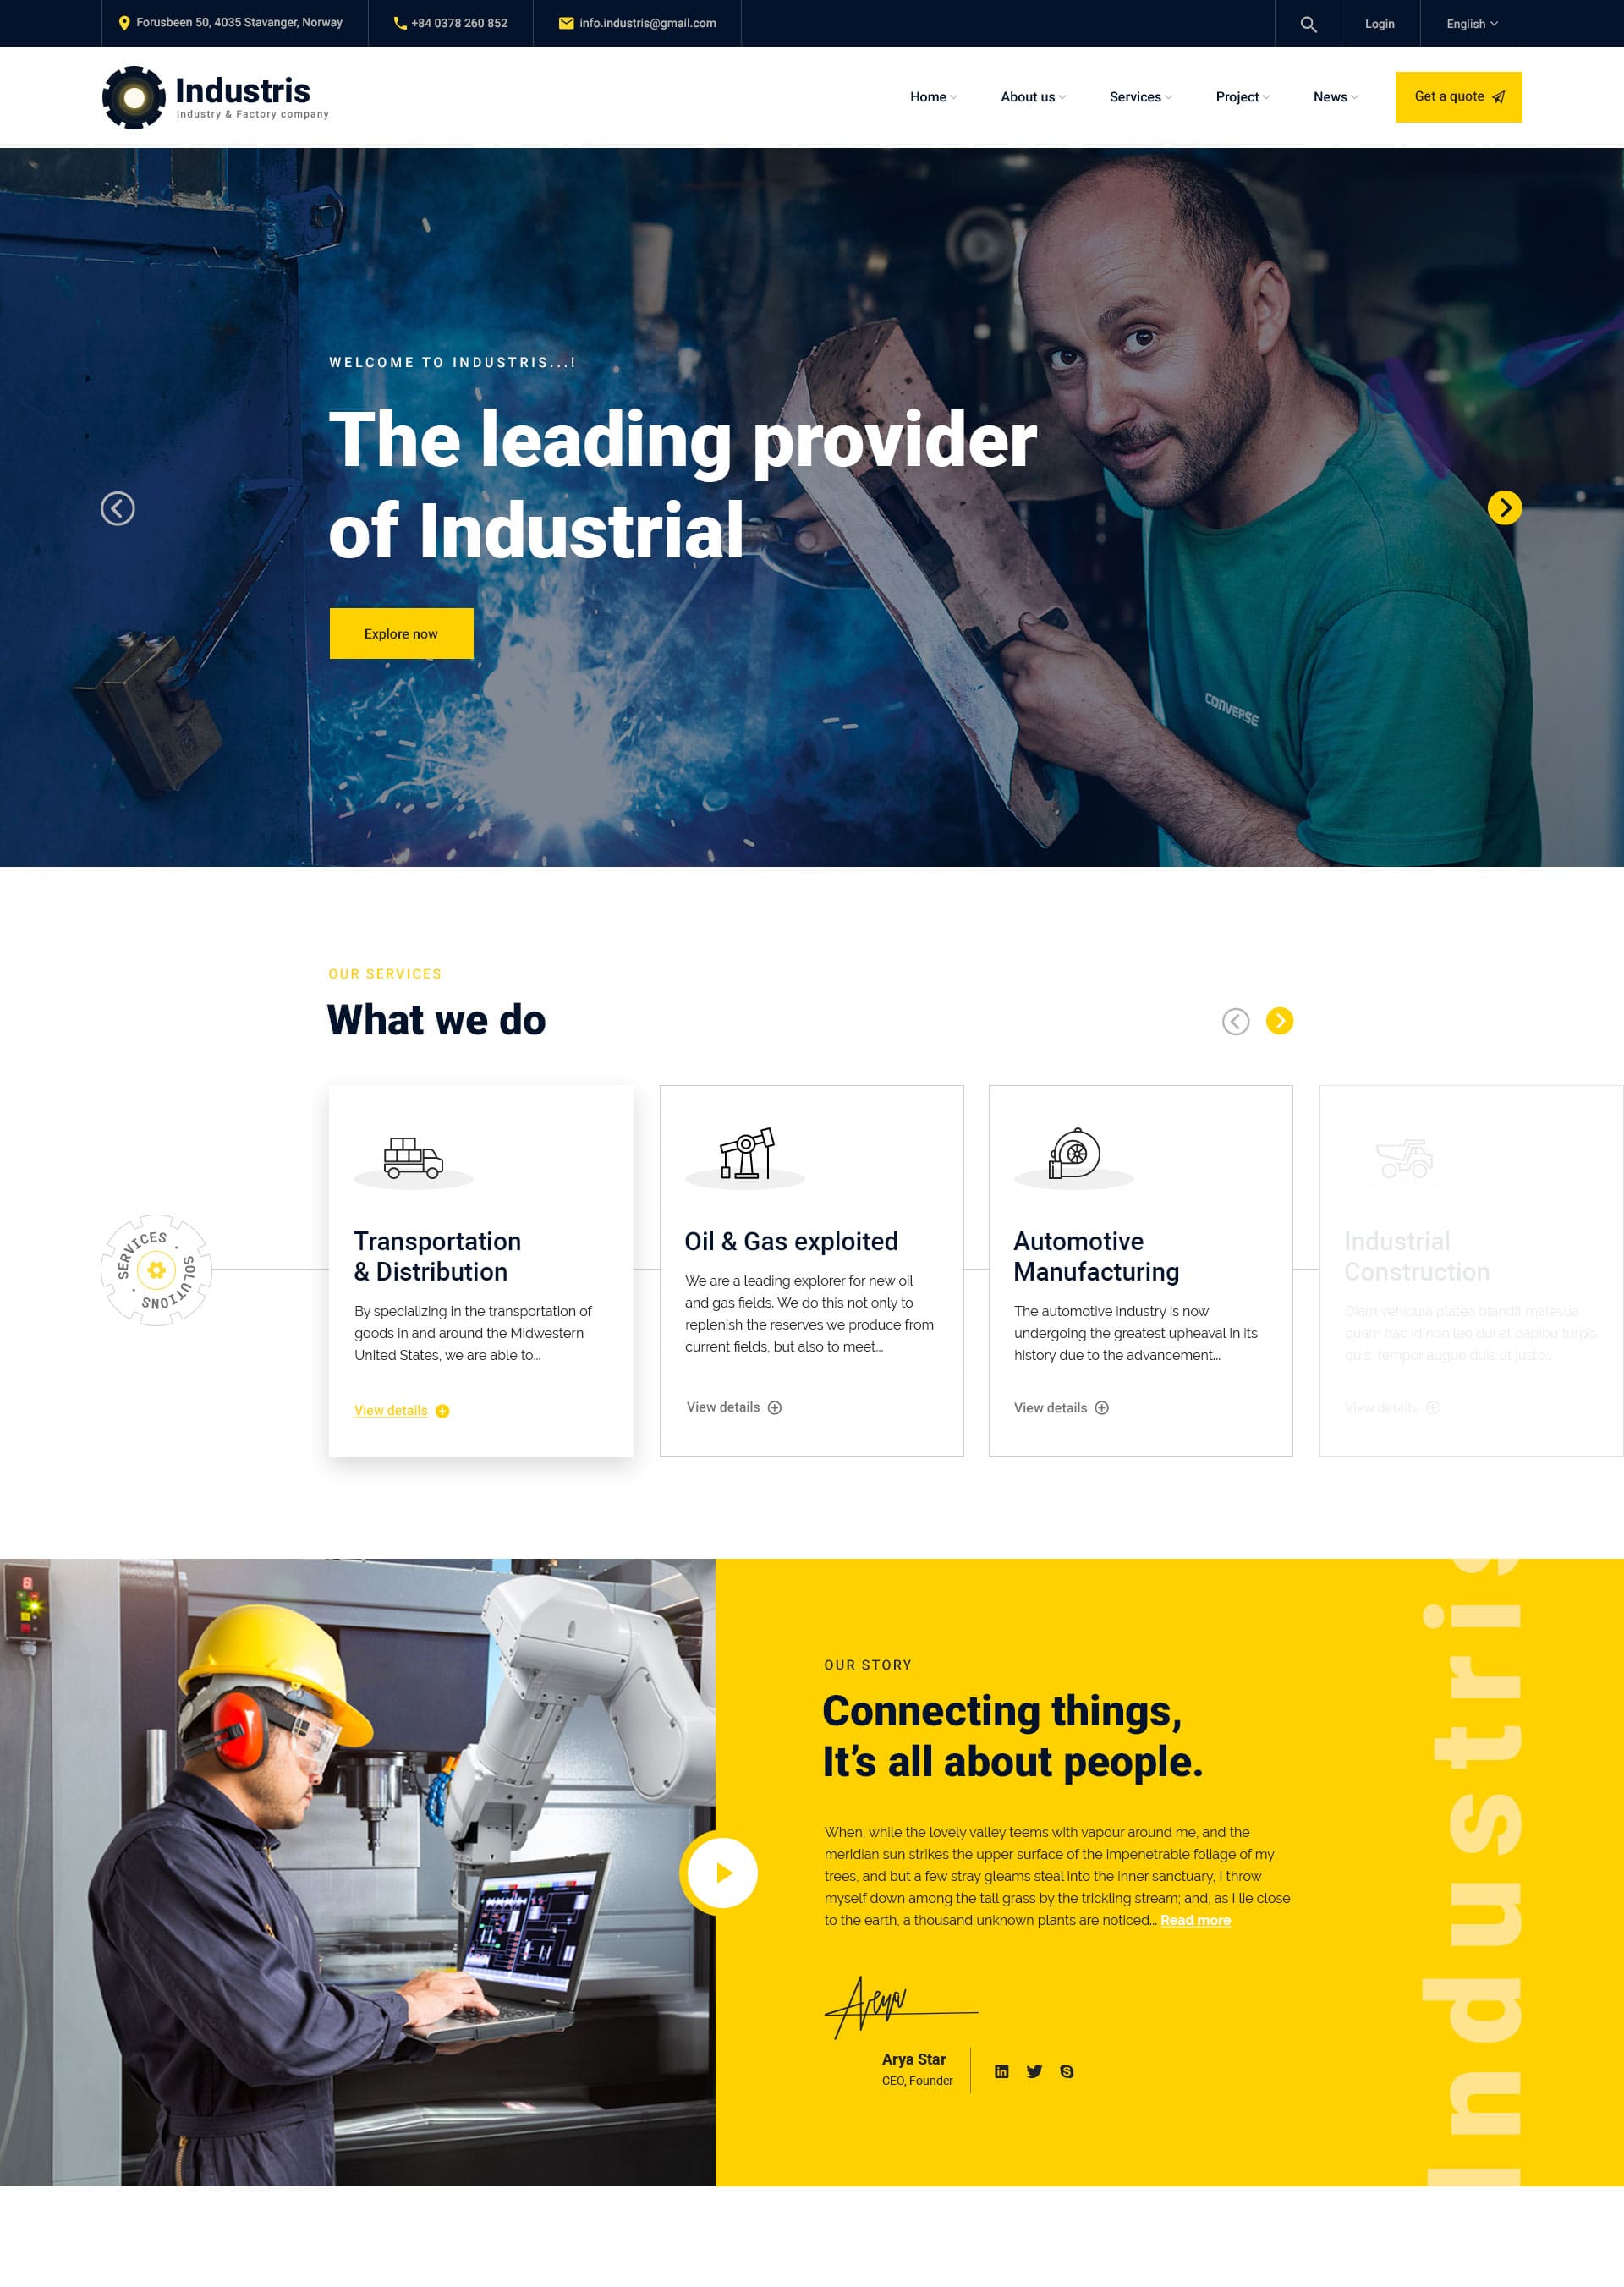 Forusbeen 50, 4035 Stavanger, Norway
+84 0378 260 852
info.industris@gmail.com
Login
English
Industris
Industry & Factory company
Home
About us
Services
Project
News
Get a quote
WELCOME TO INDUSTRIS...!
The leading provider
of Industrial
Explore now
CONVERSE
OUR SERVICES
What we do
SERVICES · SOLUTIONS ·
Transportation
& Distribution
By specializing in the transportation of
goods in and around the Midwestern
United States, we are able to...
View details
Oil & Gas exploited
We are a leading explorer for new oil
and gas fields. We do this not only to
replenish the reserves we produce from
current fields, but also to meet...
View details
Automotive
Manufacturing
The automotive industry is now
undergoing the greatest upheaval in its
history due to the advancement...
View details
Industrial
Construction
Diam vehicula platea blandit malesua
quam hac id non leo dui et dapibu turpis
quis, tempor augue duis ut justo...
View details
OUR STORY
Connecting things,
It's all about people.
When, while the lovely valley teems with vapour around me, and the
meridian sun strikes the upper surface of the impenetrable foliage of my
trees, and but a few stray gleams steal into the inner sanctuary, I throw
myself down among the tall grass by the trickling stream; and, as I lie close
to the earth, a thousand unknown plants are noticed... Read more
Arya
Arya Star
CEO, Founder
Industris